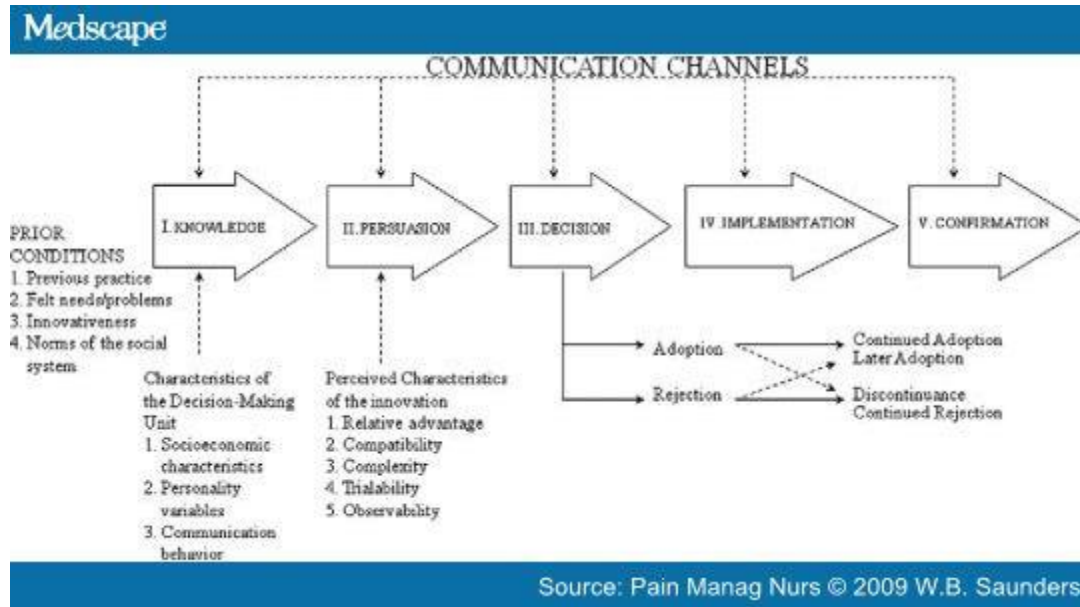 Medscape
COMMUNICATION CHANNELS
I. KNOWLEDGE
II. PERSUASION
III. DECISION
IV. IMPLEMENTATION
V. CONFIRMATION
PRIOR
CONDITIONS
1. Previous practice
2. Felt needs/problems
3. Innovativeness
4. Norms of the social
system
Characteristics of
the Decision-Making
Unit
1. Socioeconomic
characteristics
2. Personality
variables
3. Communication
behavior
Perceived Characteristics
of the innovation
1. Relative advantage
2. Compatibility
3. Complexity
4. Trialability
5. Observability
Adoption
Rejection
Continued Adoption
Later Adoption
Discontinuance
Continued Rejection
Source: Pain Manag Nurs © 2009 W.B. Saunders